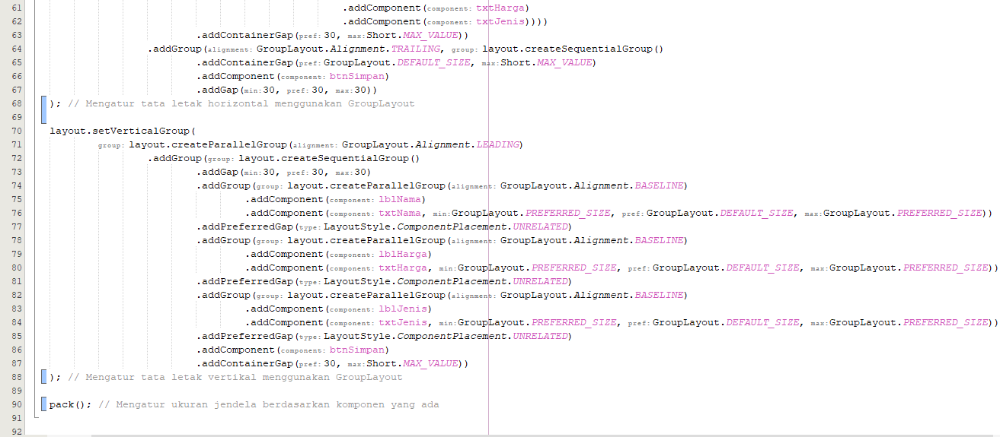 61 .addComponent(component: txtHarga)
62 .addComponent(component: txtJenis))))
63 .addContainerGap(pref: 30, max: Short.MAX_VALUE))
64 .addGroup(alignment: GroupLayout.Alignment.TRAILING, group: layout.createSequentialGroup()
65 .addContainerGap(pref: GroupLayout.DEFAULT_SIZE, max: Short.MAX_VALUE)
66 .addComponent(component: btnSimpan)
67 .addGap(min: 30, pref: 30, max: 30))
68 ); // Mengatur tata letak horizontal menggunakan GroupLayout
69
70 layout.setVerticalGroup(
71 group: layout.createParallelGroup(alignment: GroupLayout.Alignment.LEADING)
72 .addGroup(group: layout.createSequentialGroup()
73 .addGap(min: 30, pref: 30, max: 30)
74 .addGroup(group: layout.createParallelGroup(alignment: GroupLayout.Alignment.BASELINE)
75 .addComponent(component: lblNama)
76 .addComponent(component: txtNama, min: GroupLayout.PREFERRED_SIZE, pref: GroupLayout.DEFAULT_SIZE, max: GroupLayout.PREFERRED_SIZE))
77 .addPreferredGap(type: LayoutStyle.ComponentPlacement.UNRELATED)
78 .addGroup(group: layout.createParallelGroup(alignment: GroupLayout.Alignment.BASELINE)
79 .addComponent(component: lblHarga)
80 .addComponent(component: txtHarga, min: GroupLayout.PREFERRED_SIZE, pref: GroupLayout.DEFAULT_SIZE, max: GroupLayout.PREFERRED_SIZE))
81 .addPreferredGap(type: LayoutStyle.ComponentPlacement.UNRELATED)
82 .addGroup(group: layout.createParallelGroup(alignment: GroupLayout.Alignment.BASELINE)
83 .addComponent(component: lblJenis)
84 .addComponent(component: txtJenis, min: GroupLayout.PREFERRED_SIZE, pref: GroupLayout.DEFAULT_SIZE, max: GroupLayout.PREFERRED_SIZE))
85 .addPreferredGap(type: LayoutStyle.ComponentPlacement.UNRELATED)
86 .addComponent(component: btnSimpan)
87 .addContainerGap(pref: 30, max: Short.MAX_VALUE))
88 ); // Mengatur tata letak vertikal menggunakan GroupLayout
89
90 pack(); // Mengatur ukuran jendela berdasarkan komponen yang ada
91
92